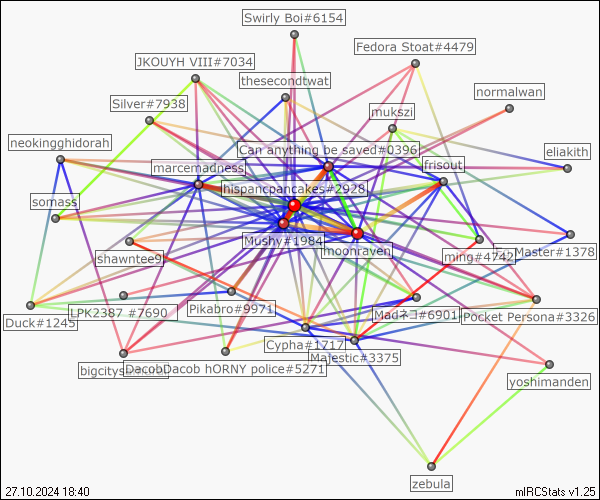 Swirly Boi#6154
Fedora Stoat#4479
JKOUYH VIII#7034
thesecondtwat
normalwan
Silver#7938
mukszi
neokingghidorah
Can anything be saved#0396
eliakith
marcemadness
frisout
hispancpancakes#2928
somass
Mushy#1984
moonraven
ming#4742
Master#1378
shawntee9
LPK2387 #7690
Pikabro#9971
Madネコ#6901
Pocket Persona#3326
Duck#1245
Cypha#1717
Majestic#3375
DacobDacob hORNY police#5271
yoshimanden
zebula
27.10.2024 18:40
mIRCStats v1.25